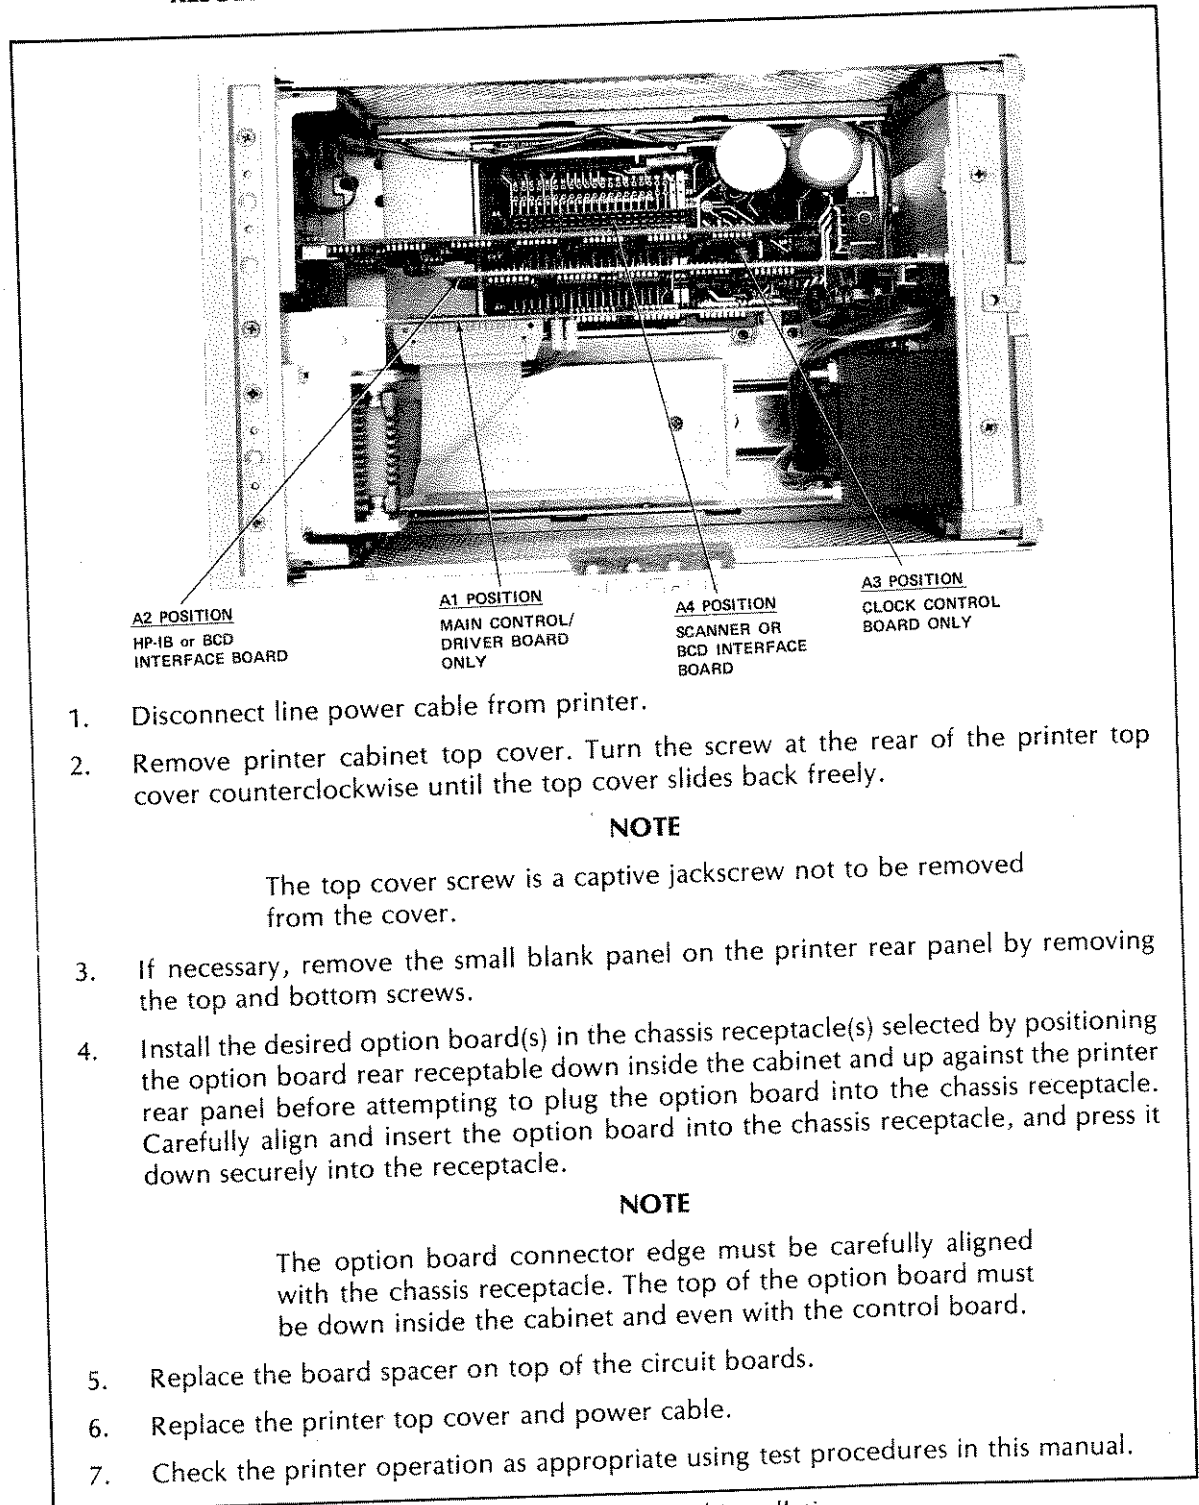 A2 POSITION
HP-IB or BCD
INTERFACE BOARD
A1 POSITION
MAIN CONTROL/
DRIVER BOARD
ONLY
A4 POSITION
SCANNER OR
BCD INTERFACE
BOARD
A3 POSITION
CLOCK CONTROL
BOARD ONLY
1. Disconnect line power cable from printer.
2. Remove printer cabinet top cover. Turn the screw at the rear of the printer top
cover counterclockwise until the top cover slides back freely.
NOTE
The top cover screw is a captive jackscrew not to be removed
from the cover.
3. If necessary, remove the small blank panel on the printer rear panel by removing
the top and bottom screws.
4. Install the desired option board(s) in the chassis receptacle(s) selected by positioning
the option board rear receptable down inside the cabinet and up against the printer
rear panel before attempting to plug the option board into the chassis receptacle.
Carefully align and insert the option board into the chassis receptacle, and press it
down securely into the receptacle.
NOTE
The option board connector edge must be carefully aligned
with the chassis receptacle. The top of the option board must
be down inside the cabinet and even with the control board.
5. Replace the board spacer on top of the circuit boards.
6. Replace the printer top cover and power cable.
7. Check the printer operation as appropriate using test procedures in this manual.